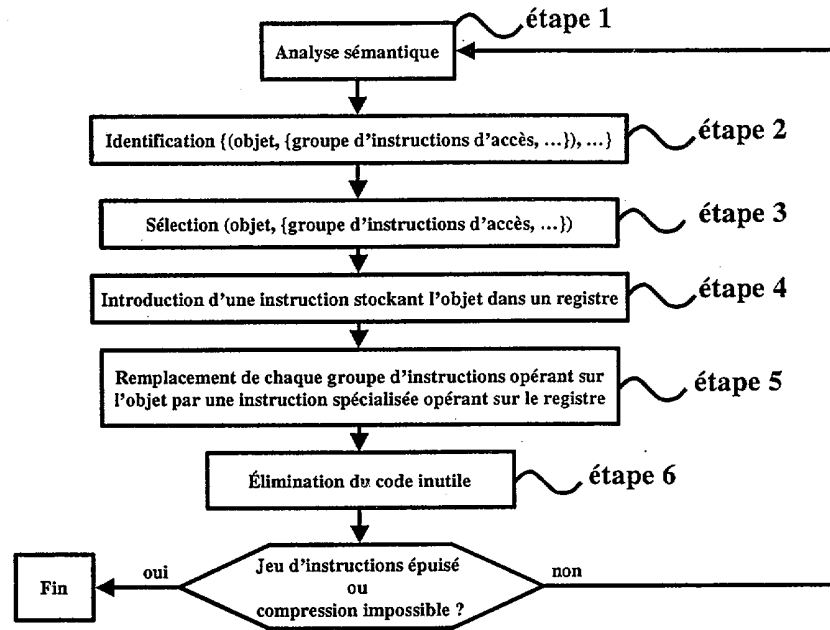 étape 1
Analyse sémantique
étape 2
Identification {(objet, {groupe d'instructions d'accès, ...}), ...}
étape 3
Sélection (objet, {groupe d'instructions d'accès, ...})
étape 4
Introduction d'une instruction stockant l'objet dans un registre
Remplacement de chaque groupe d'instructions opérant sur
l'objet par une instruction spécialisée opérant sur le registre
étape 5
Élimination du code inutile
étape 6
Jeu d'instructions épuisé
ou
compression impossible ?
oui
non
Fin